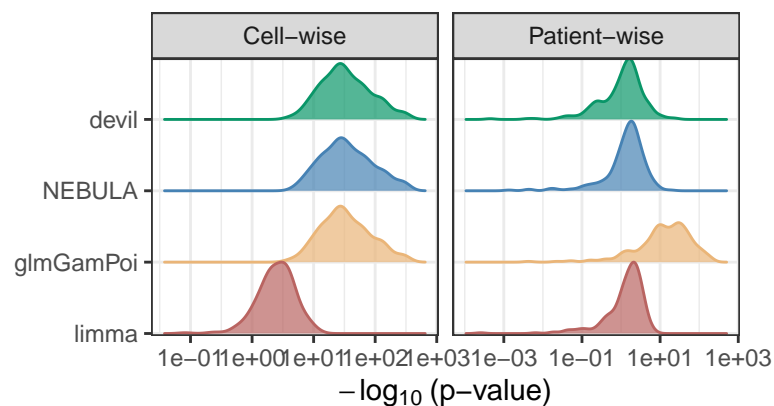 Cell−wise Patient−wise
devil
NEBULA
glmGamPoi
limma
1e−01 1e+00 1e+01 1e+02 1e+03 1e−03 1e−01 1e+01 1e+03
−log10 (p−value)